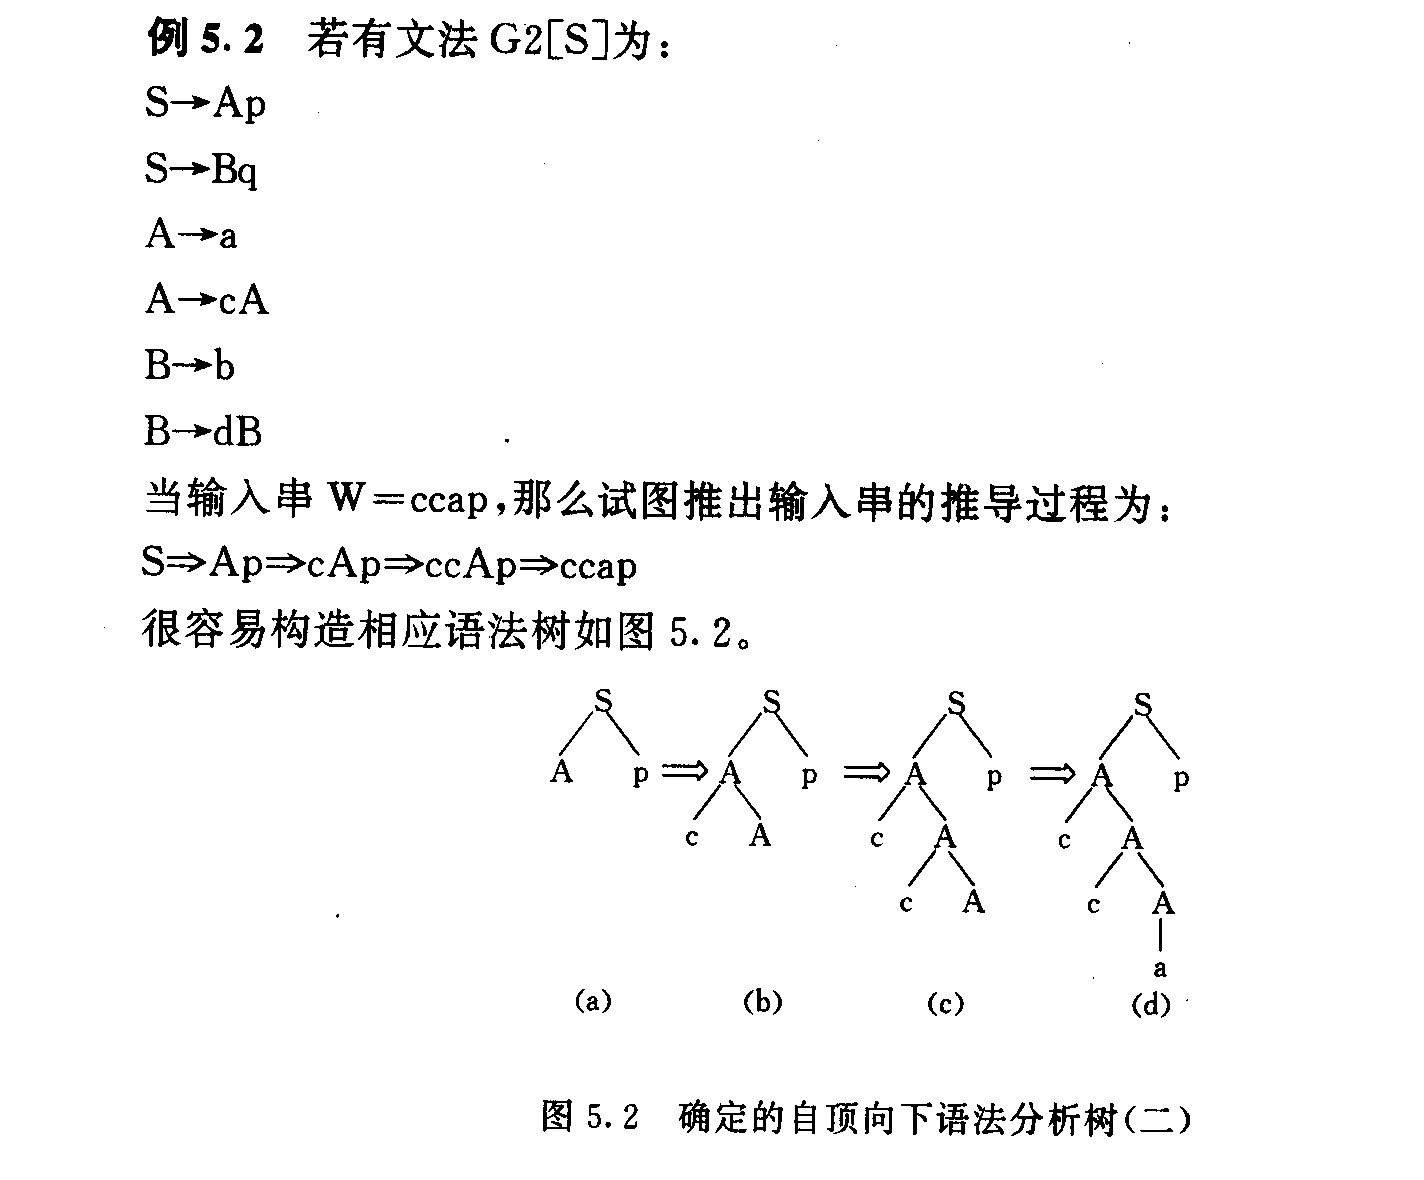 例 5.2 若有文法 G2[S]为：
S→Ap
S→Bq
A→a
A→cA
B→b
B→dB
当输入串 W＝ccap,那么试图推出输入串的推导过程为：
S⇒Ap⇒cAp⇒ccAp⇒ccap
很容易构造相应语法树如图 5.2。
S S S S
A p ⇒ A p ⇒ A p ⇒ A p
c A c A c A
c A c A
a
(a) (b) (c) (d)
图 5.2 确定的自顶向下语法分析树(二)